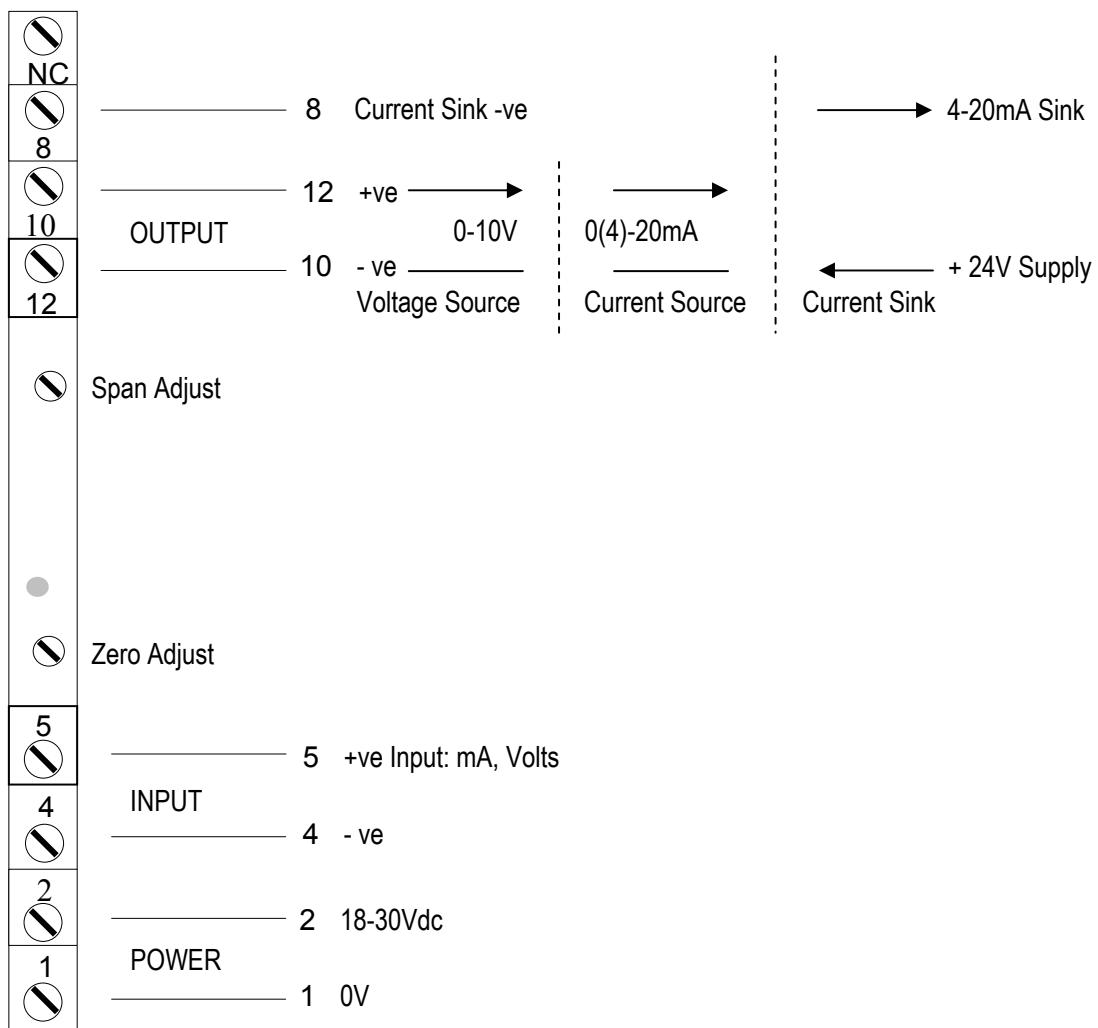 NC
8 8 Current Sink -ve 4-20mA Sink
10 12 +ve
OUTPUT 0-10V 0(4)-20mA
12 10 - ve + 24V Supply
Voltage Source Current Source Current Sink
Span Adjust
Zero Adjust
5 5 +ve Input: mA, Volts
INPUT
4 4 - ve
2 2 18-30Vdc
POWER
1 1 0V